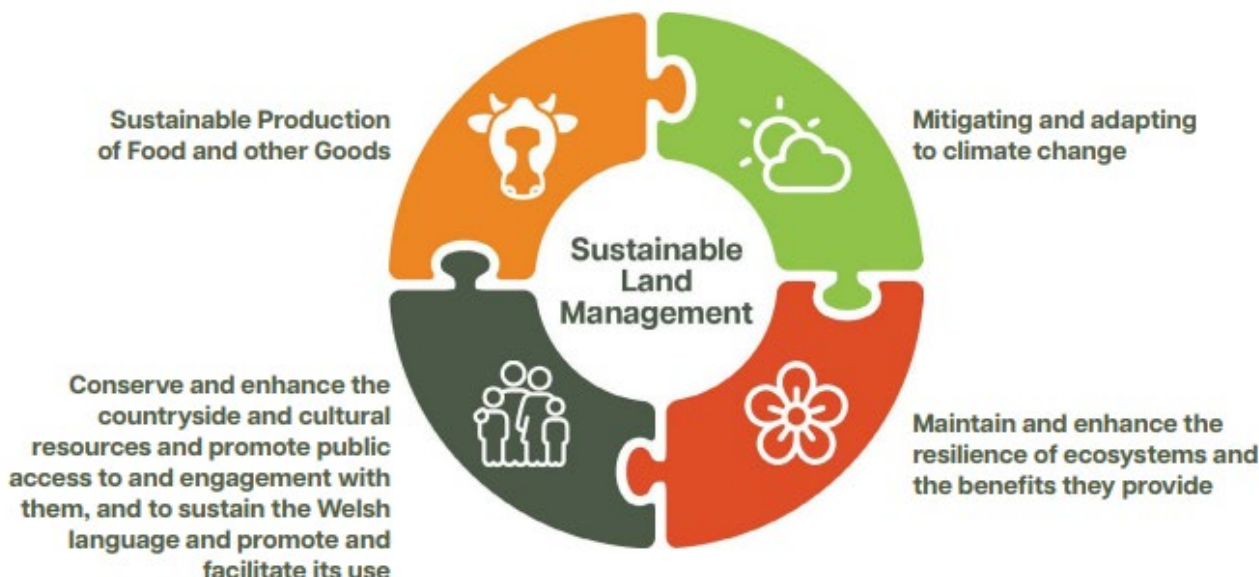 Sustainable Production
of Food and other Goods
Mitigating and adapting
to climate change
Sustainable
Land
Management
Conserve and enhance the
countryside and cultural
resources and promote public
access to and engagement with
them, and to sustain the Welsh
language and promote and
facilitate its use
Maintain and enhance the
resilience of ecosystems and
the benefits they provide